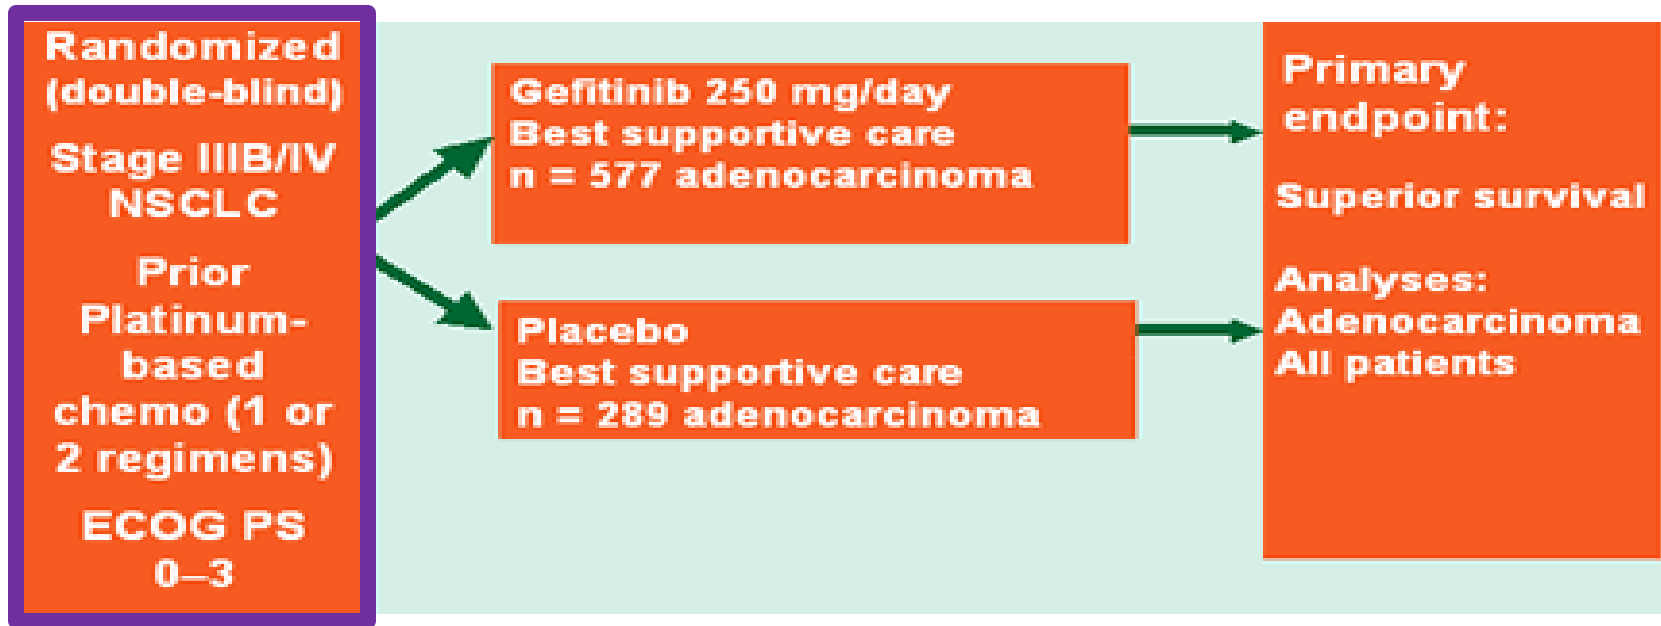 Randomized
(double-blind)
Stage IIIB/IV
NSCLC
Prior
Platinum-
based
chemo (1 or
2 regimens)
ECOG PS
0–3
Gefitinib 250 mg/day
Best supportive care
n = 577 adenocarcinoma
Placebo
Best supportive care
n = 289 adenocarcinoma
Primary
endpoint:
Superior survival
Analyses:
Adenocarcinoma
All patients